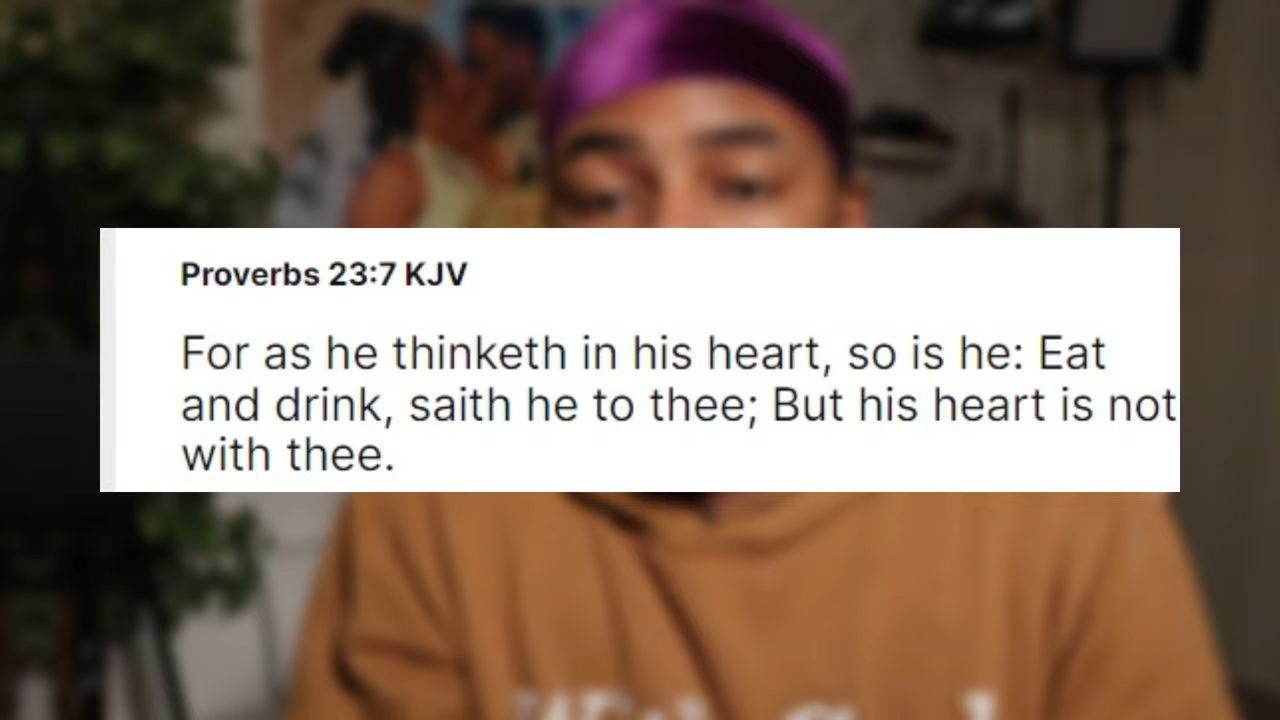 Proverbs 23:7 KJV
For as he thinketh in his heart, so is he: Eat
and drink, saith he to thee; But his heart is not
with thee.